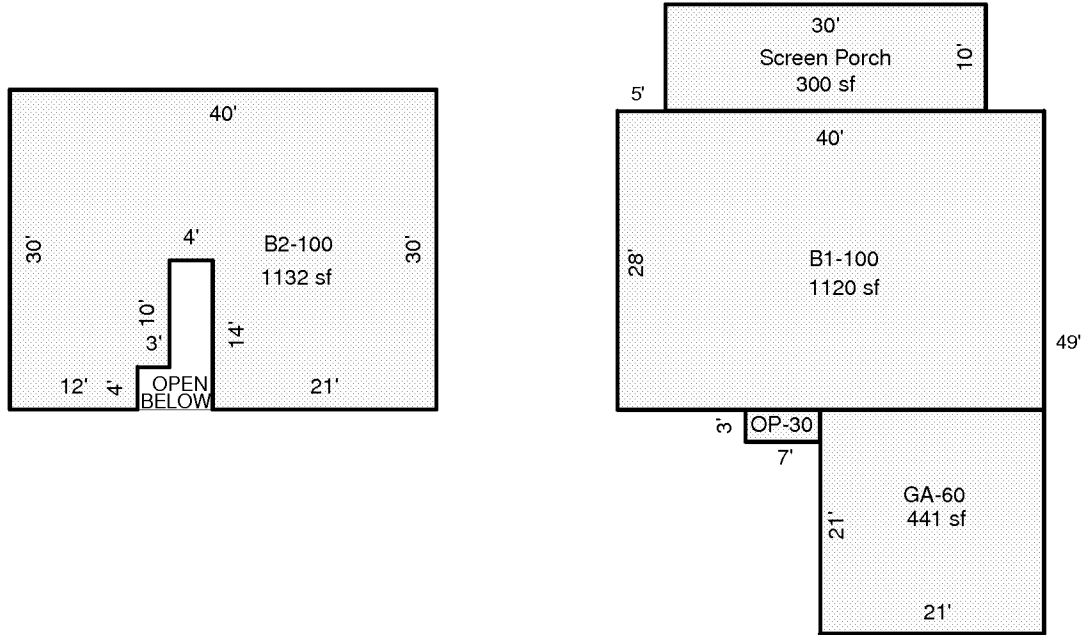 40'
30'
4'
B2-100
1132 sf
30'
10'
3'
14'
12'
4'
OPEN
BELOW
21'
30'
Screen Porch
300 sf
10'
5'
40'
28'
B1-100
1120 sf
49'
3'
OP-30
7'
GA-60
441 sf
21'
21'